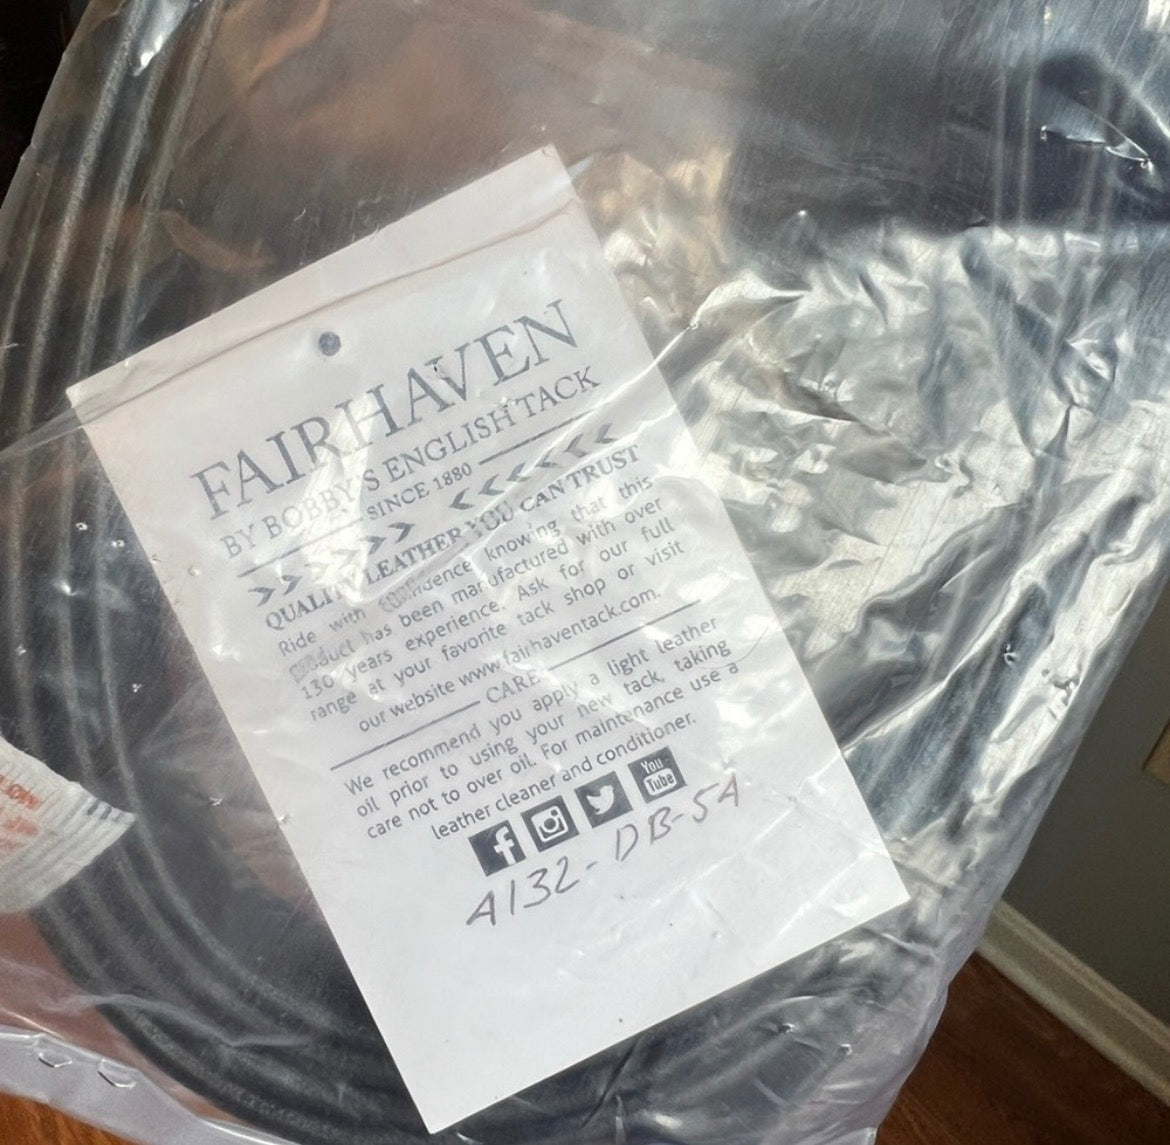 FAIRHAVEN
BY BOBBY'S ENGLISH TACK
SINCE 1880
QUALITY LEATHER YOU CAN TRUST
Ride with confidence knowing that this
product has been manufactured with over
130 years experience. Ask for our full
range at your favorite tack shop or visit
our website www.fairhaventack.com.
CARE
We recommend you apply a light leather
oil prior to using your new tack, taking
care not to over oil. For maintenance use a
leather cleaner and conditioner.
You
Tube
A132-DB-54